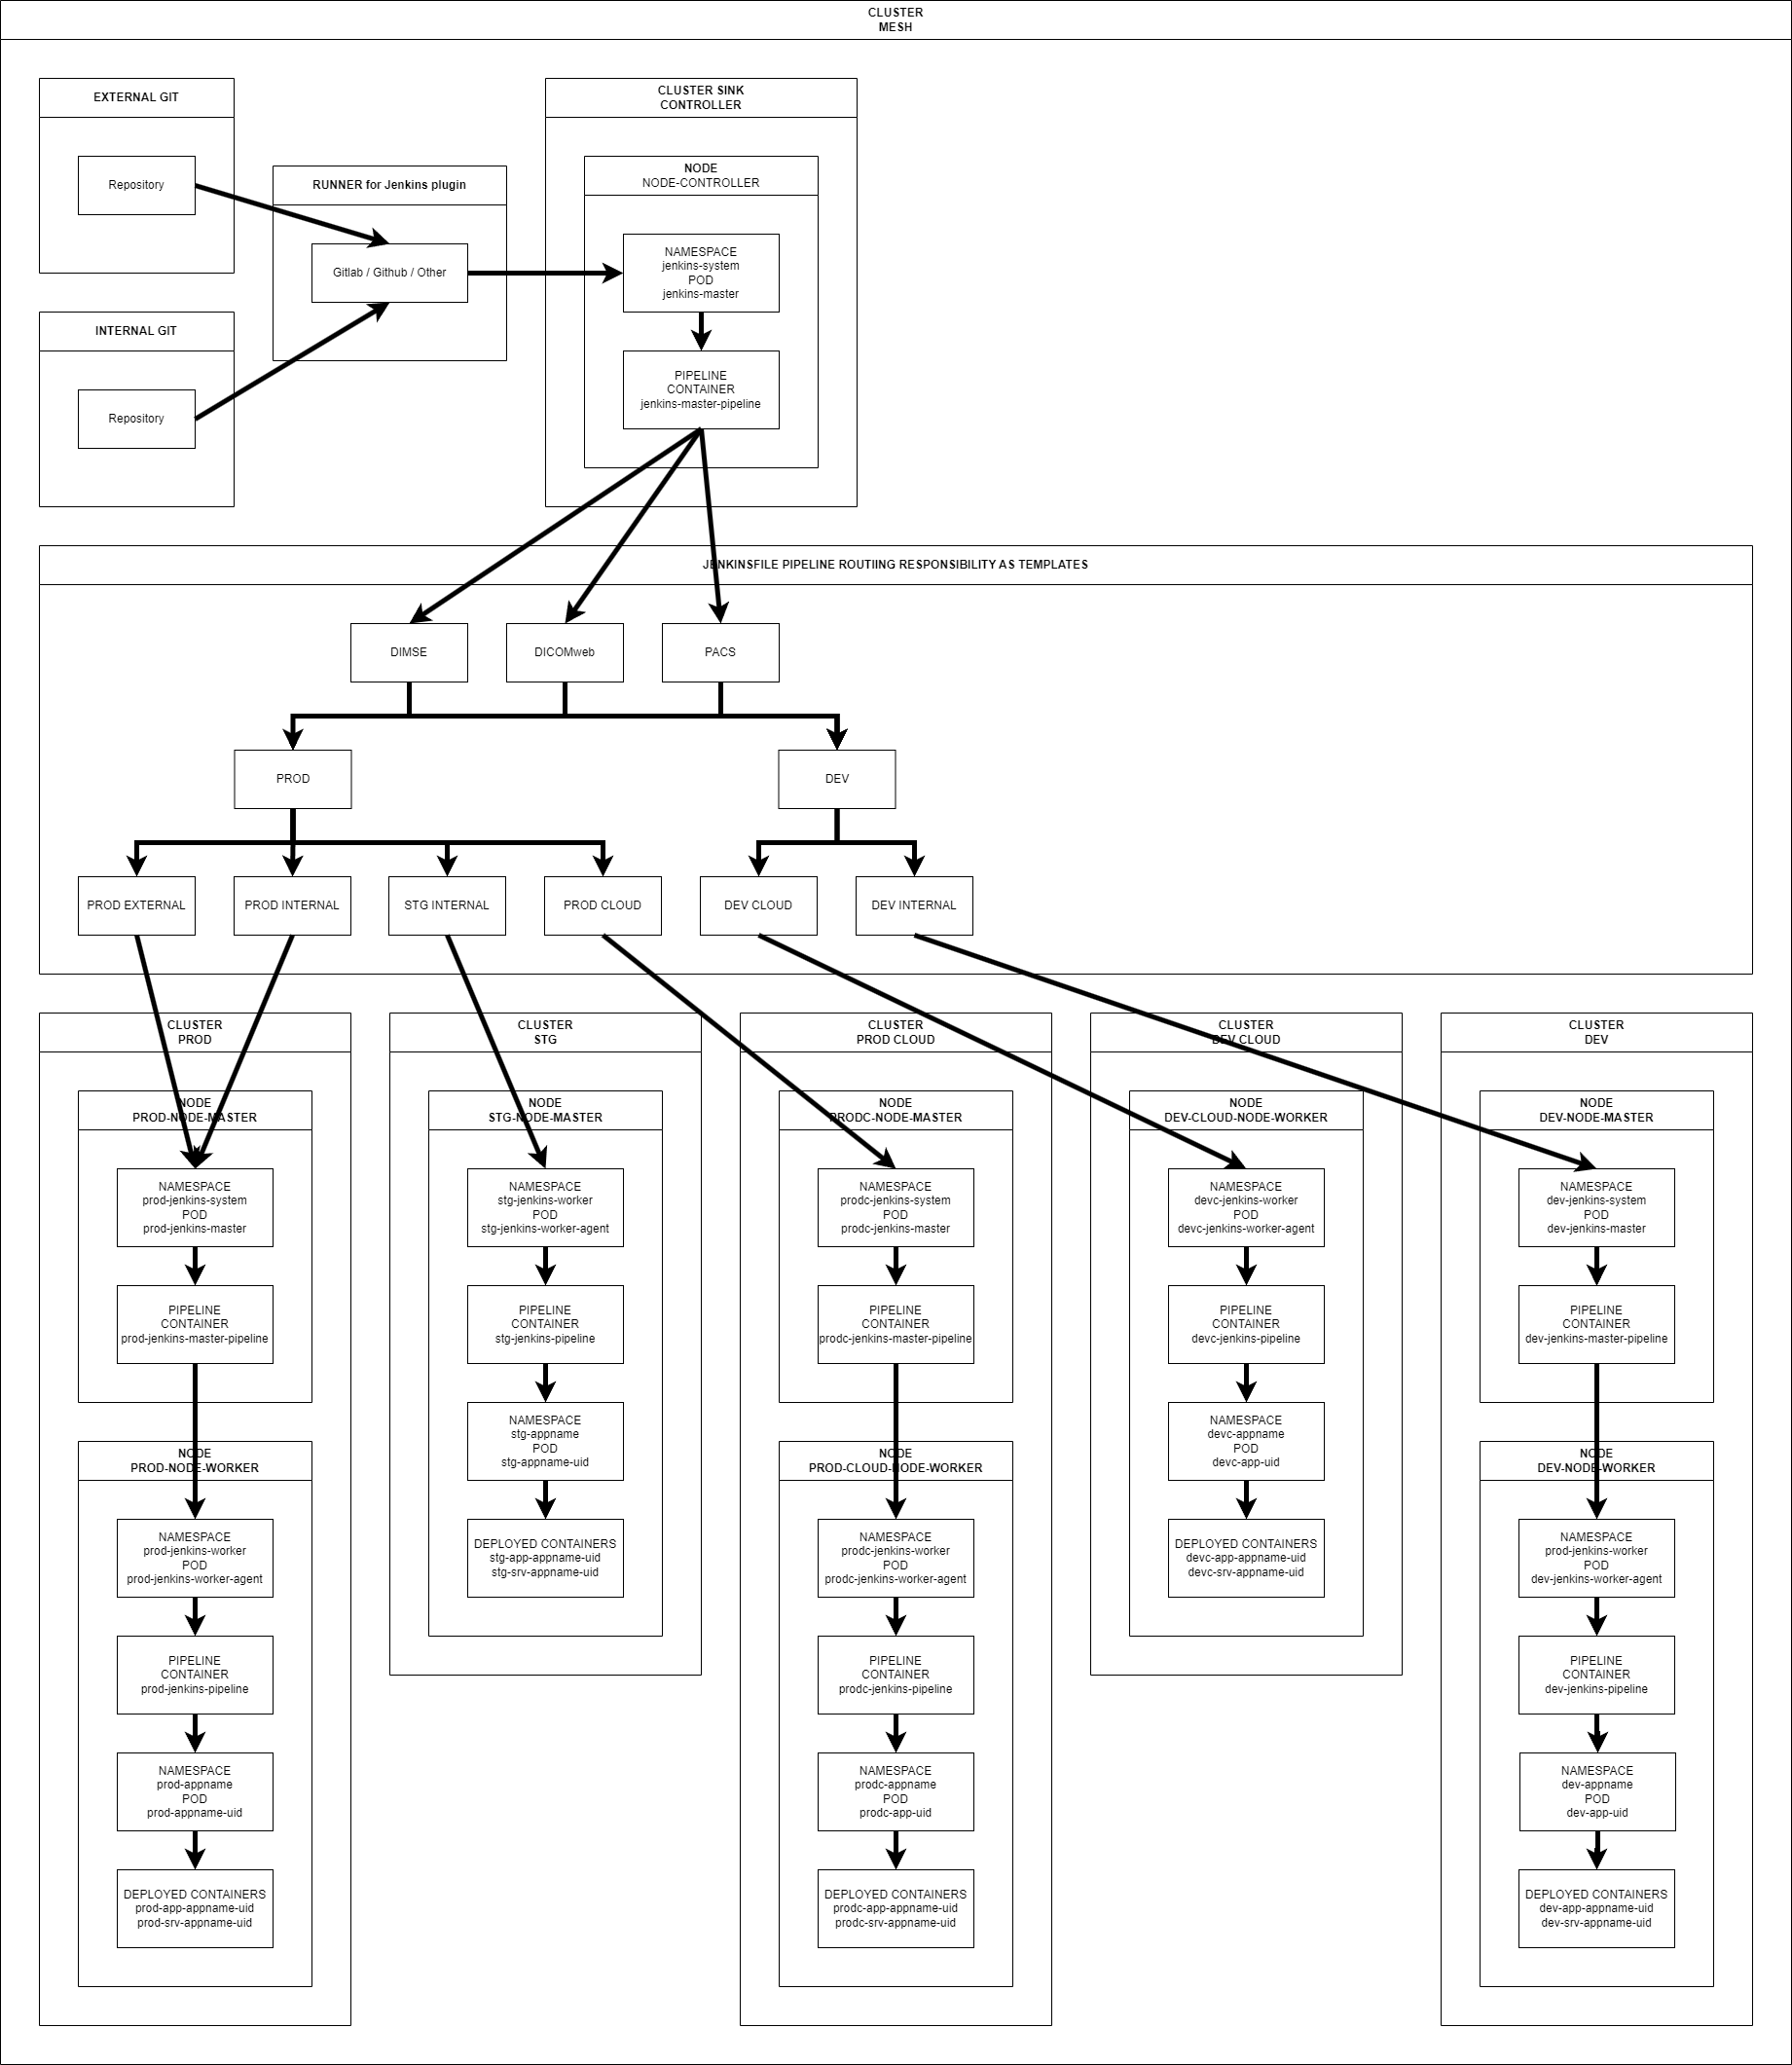 CLUSTER
MESH
EXTERNAL GIT
Repository
INTERNAL GIT
Repository
RUNNER for Jenkins plugin
Gitlab / Github / Other
CLUSTER SINK
CONTROLLER
NODE
NODE-CONTROLLER
NAMESPACE
jenkins-system
POD
jenkins-master
PIPELINE
CONTAINER
jenkins-master-pipeline
JENKINSFILE PIPELINE ROUTIING RESPONSIBILITY AS TEMPLATES
DIMSE
DICOMweb
PACS
PROD
DEV
PROD EXTERNAL
PROD INTERNAL
STG INTERNAL
PROD CLOUD
DEV CLOUD
DEV INTERNAL
CLUSTER
PROD
NODE
PROD-NODE-MASTER
NAMESPACE
prod-jenkins-system
POD
prod-jenkins-master
PIPELINE
CONTAINER
prod-jenkins-master-pipeline
NODE
PROD-NODE-WORKER
NAMESPACE
prod-jenkins-worker
POD
prod-jenkins-worker-agent
PIPELINE
CONTAINER
prod-jenkins-pipeline
NAMESPACE
prod-appname
POD
prod-appname-uid
DEPLOYED CONTAINERS
prod-app-appname-uid
prod-srv-appname-uid
CLUSTER
STG
NODE
STG-NODE-MASTER
NAMESPACE
stg-jenkins-worker
POD
stg-jenkins-worker-agent
PIPELINE
CONTAINER
stg-jenkins-pipeline
NAMESPACE
stg-appname
POD
stg-appname-uid
DEPLOYED CONTAINERS
stg-app-appname-uid
stg-srv-appname-uid
CLUSTER
PROD CLOUD
NODE
PRODC-NODE-MASTER
NAMESPACE
prodc-jenkins-system
POD
prodc-jenkins-master
PIPELINE
CONTAINER
prodc-jenkins-master-pipeline
NODE
PROD-CLOUD-NODE-WORKER
NAMESPACE
prodc-jenkins-worker
POD
prodc-jenkins-worker-agent
PIPELINE
CONTAINER
prodc-jenkins-pipeline
NAMESPACE
prodc-appname
POD
prodc-app-uid
DEPLOYED CONTAINERS
prodc-app-appname-uid
prodc-srv-appname-uid
CLUSTER
DEV CLOUD
NODE
DEV-CLOUD-NODE-WORKER
NAMESPACE
devc-jenkins-worker
POD
devc-jenkins-worker-agent
PIPELINE
CONTAINER
devc-jenkins-pipeline
NAMESPACE
devc-appname
POD
devc-app-uid
DEPLOYED CONTAINERS
devc-app-appname-uid
devc-srv-appname-uid
CLUSTER
DEV
NODE
DEV-NODE-MASTER
NAMESPACE
dev-jenkins-system
POD
dev-jenkins-master
PIPELINE
CONTAINER
dev-jenkins-master-pipeline
NODE
DEV-NODE-WORKER
NAMESPACE
prod-jenkins-worker
POD
dev-jenkins-worker-agent
PIPELINE
CONTAINER
dev-jenkins-pipeline
NAMESPACE
dev-appname
POD
dev-app-uid
DEPLOYED CONTAINERS
dev-app-appname-uid
dev-srv-appname-uid